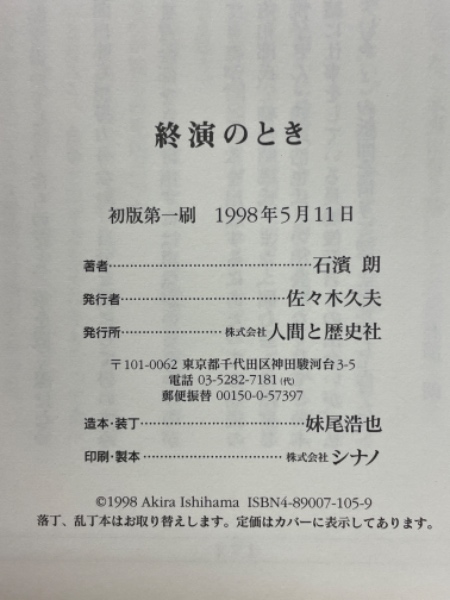 終演のとき
初版第一刷 1998年5月11日
著者……………………………………石濱 朗
発行者……………………………佐々木久夫
発行所…………………株式会社人間と歴史社
〒101-0062 東京都千代田区神田駿河台3-5
電話 03-5282-7181(代)
郵便振替 00150-0-57397
造本・装丁……………………………妹尾浩也
印刷・製本………………………株式会社シナノ
©1998 Akira Ishihama ISBN4-89007-105-9
落丁、乱丁本はお取り替えします。定価はカバーに表示してあります。